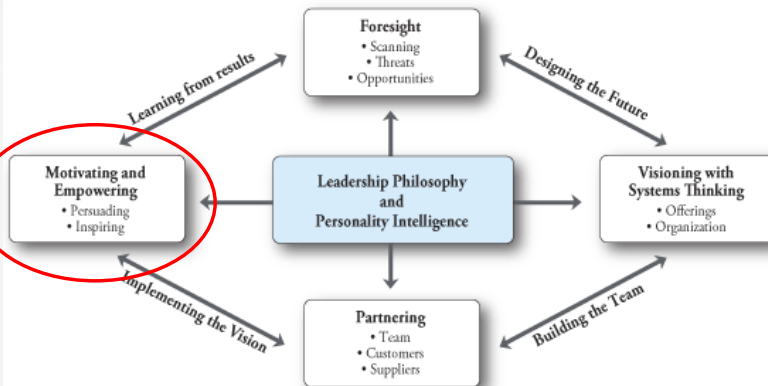 Foresight
• Scanning
• Threats
• Opportunities
Learning from results
Designing the Future
Motivating and
Empowering
• Persuading
• Inspiring
Leadership Philosophy
and
Personality Intelligence
Visioning with
Systems Thinking
• Offerings
• Organization
Implementing the Vision
Building the Team
Partnering
• Team
• Customers
• Suppliers